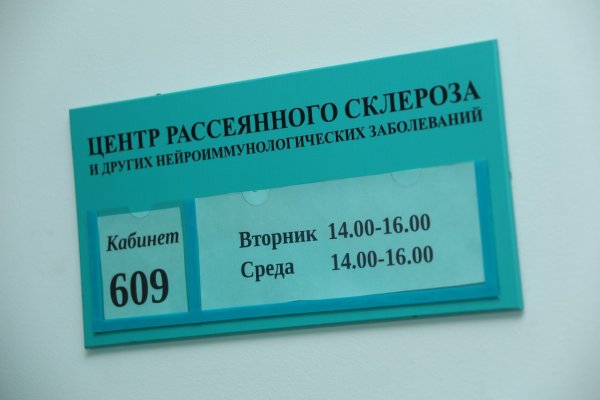 ЦЕНТР РАССЕЯННОГО СКЛЕРОЗА
И ДРУГИХ НЕЙРОИММУНОЛОГИЧЕСКИХ ЗАБОЛЕВАНИЙ
Кабинет
609
Вторник 14.00-16.00
Среда 14.00-16.00